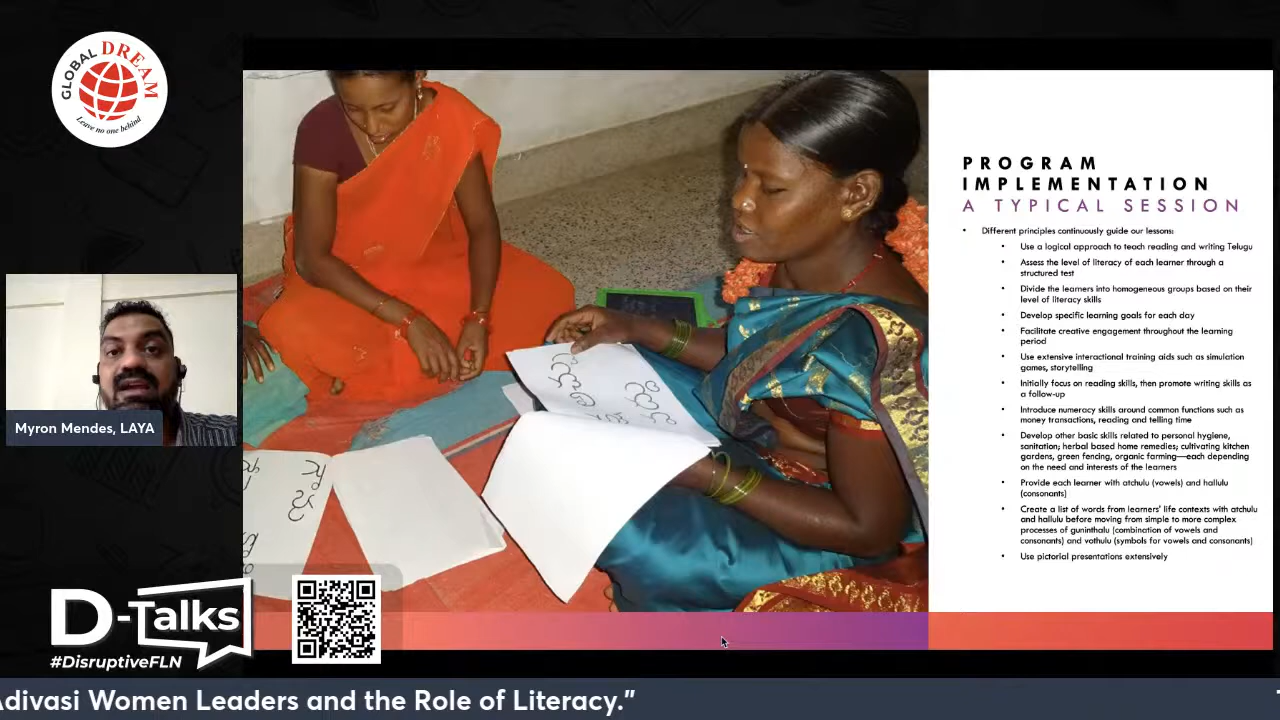 GLOBAL DREAM
Leave no one behind
PROGRAM
IMPLEMENTATION
A TYPICAL SESSION
• Different principles continuously guide our lessons:
• Use a logical approach to teach reading and writing Telugu
• Assess the level of literacy of each learner through a
structured test
• Divide the learners into homogeneous groups based on their
level of literacy skills
• Develop specific learning goals for each day
• Facilitate creative engagement throughout the learning
period
• Use extensive interactional training aids such as simulation
games, storytelling
• Initially focus on reading skills, then promote writing skills as
a follow-up
• Introduce numeracy skills around common functions such as
money transactions, reading and telling time
• Develop other basic skills related to personal hygiene,
sanitation; herbal based home remedies; cultivating kitchen
gardens, green fencing, organic farming—each depending
on the need and interests of the learners
• Provide each learner with atchulu (vowels) and hallulu
(consonants)
• Create a list of words from learners' life contexts with atchulu
and hallulu before moving from simple to more complex
processes of guninthalu (combination of vowels and
consonants) and vothulu (symbols for vowels and consonants)
• Use pictorial presentations extensively
Myron Mendes, LAYA
D-Talks
#DisruptiveFLN
Adivasi Women Leaders and the Role of Literacy.”